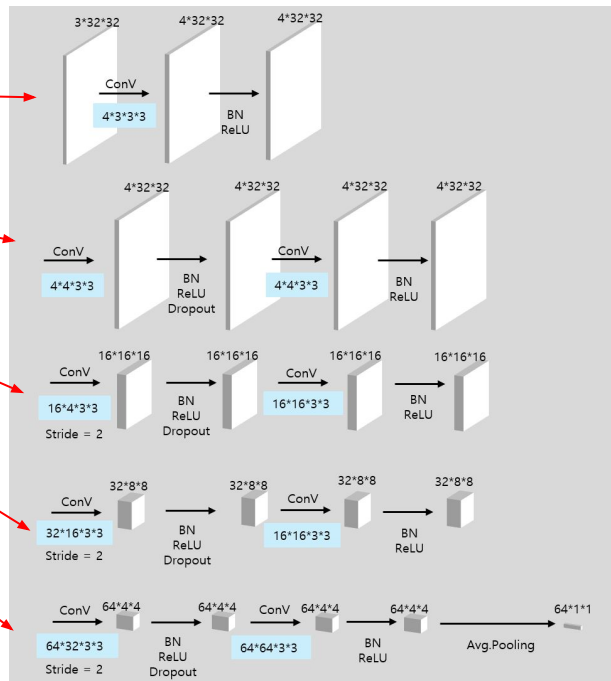 3*32*32 4*32*32 4*32*32
ConV
4*3*3*3
BN
ReLU
4*32*32 4*32*32 4*32*32 4*32*32
ConV ConV
4*4*3*3 4*4*3*3
BN BN
ReLU ReLU
Dropout
16*16*16 16*16*16 16*16*16 16*16*16
ConV ConV
16*4*3*3 16*16*3*3
BN BN
ReLU ReLU
Stride = 2 Dropout
32*8*8 32*8*8 32*8*8 32*8*8
ConV ConV
32*16*3*3 16*16*3*3
BN BN
ReLU ReLU
Stride = 2 Dropout
ConV 64*4*4 64*4*4 ConV 64*4*4 64*4*4 64*1*1
64*32*3*3 64*64*3*3
BN BN Avg.Pooling
ReLU ReLU
Stride = 2 Dropout